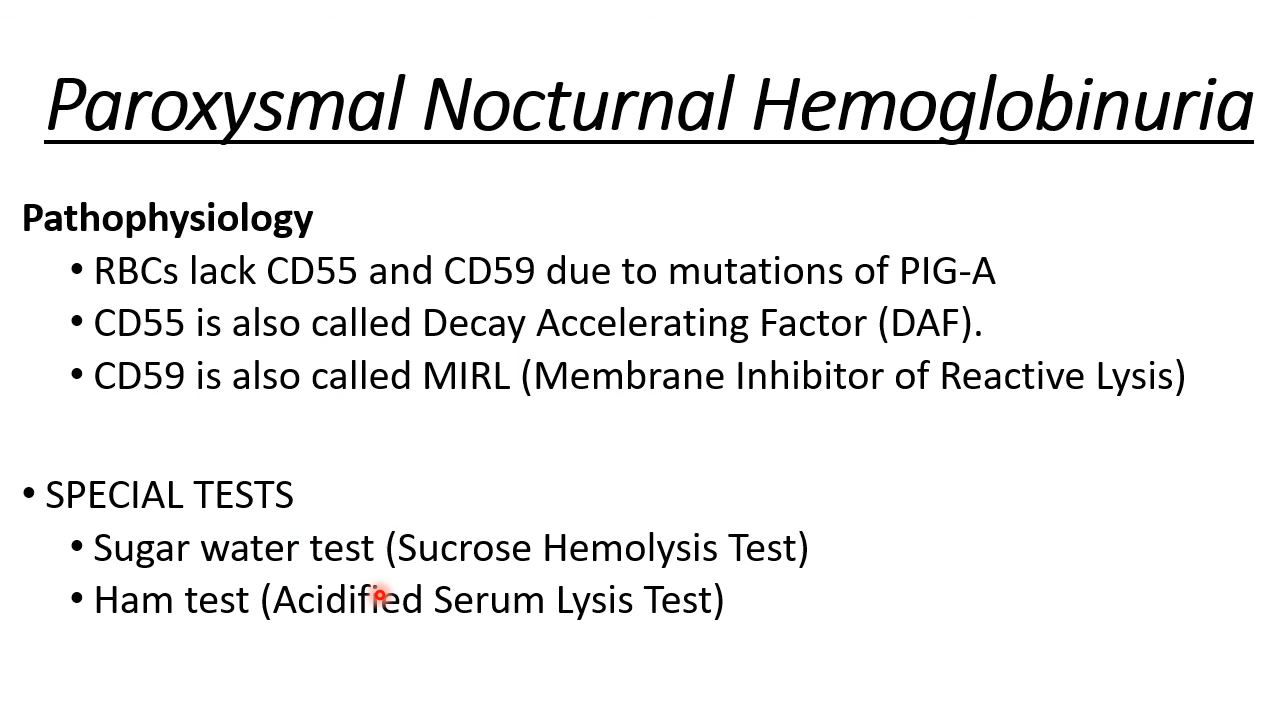 Paroxysmal Nocturnal Hemoglobinuria
Pathophysiology
• RBCs lack CD55 and CD59 due to mutations of PIG-A
• CD55 is also called Decay Accelerating Factor (DAF).
• CD59 is also called MIRL (Membrane Inhibitor of Reactive Lysis)
• SPECIAL TESTS
• Sugar water test (Sucrose Hemolysis Test)
• Ham test (Acidified Serum Lysis Test)